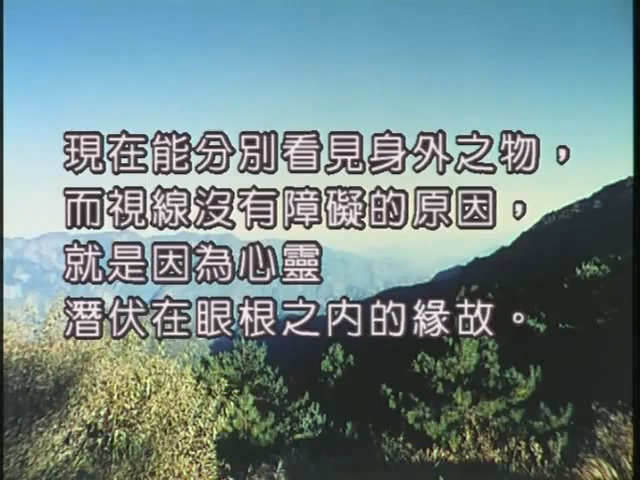 現在能分別看見身外之物，
而視線沒有障礙的原因，
就是因為心靈
潛伏在眼根之內的緣故。